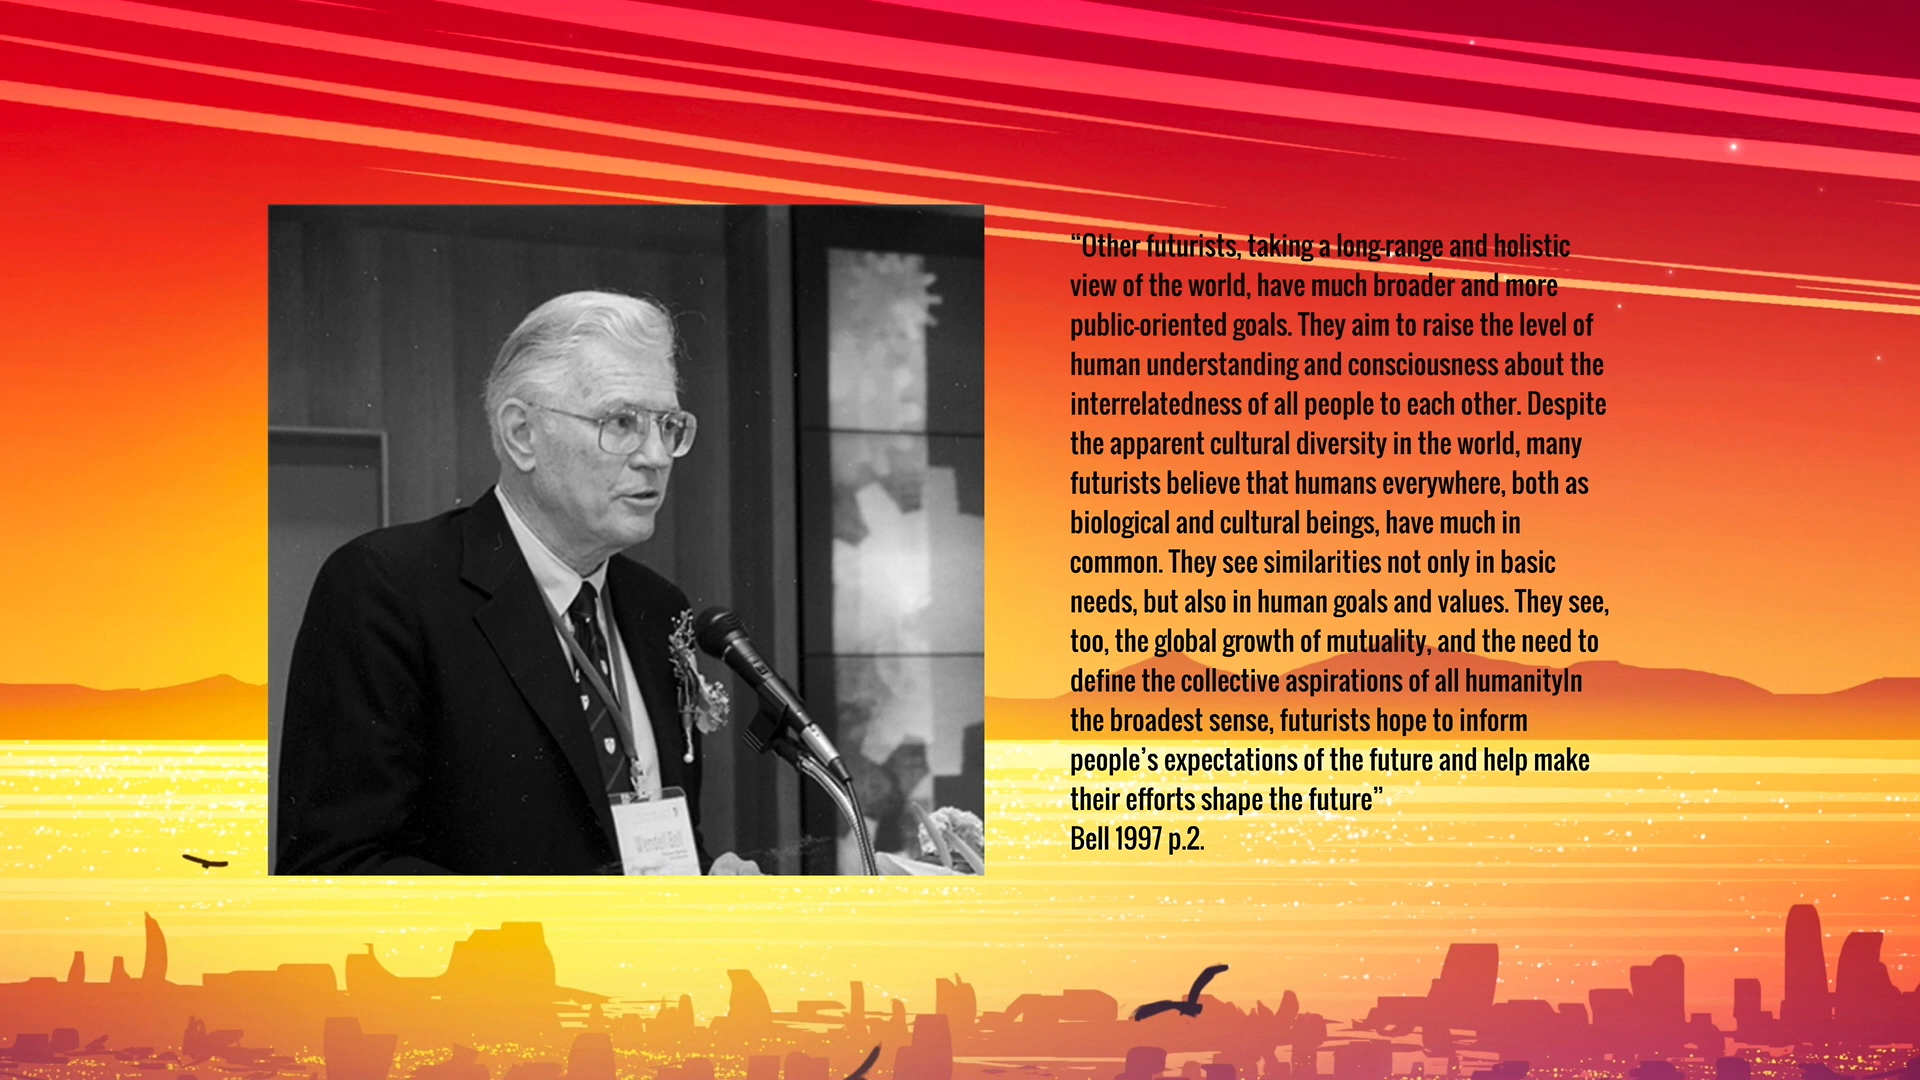 “Other futurists, taking a long-range and holistic
view of the world, have much broader and more
public-oriented goals. They aim to raise the level of
human understanding and consciousness about the
interrelatedness of all people to each other. Despite
the apparent cultural diversity in the world, many
futurists believe that humans everywhere, both as
biological and cultural beings, have much in
common. They see similarities not only in basic
needs, but also in human goals and values. They see,
too, the global growth of mutuality, and the need to
define the collective aspirations of all humanityIn
the broadest sense, futurists hope to inform
people’s expectations of the future and help make
their efforts shape the future”
Bell 1997 p.2.
Wendell Bell